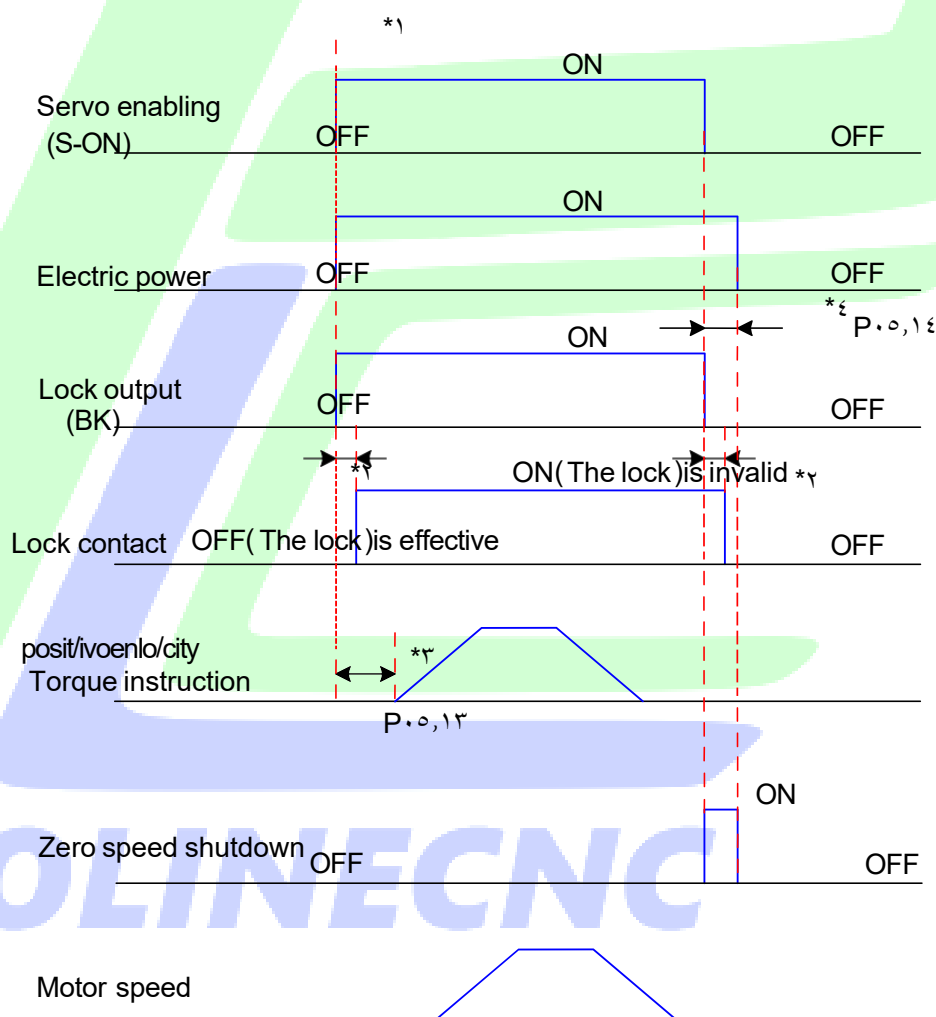 *١
ON
Servo enabling
(S-ON)
OFF
OFF
ON
Electric power
OFF
OFF
*٤
P٠٥,١٤
ON
Lock output
(BK)
OFF
OFF
*٢
ON( The lock )is invalid *٢
Lock contact
OFF( The lock )is effective
OFF
posit/ivoenlo/city
Torque instruction
*٣
P٠٥,١٣
ON
Zero speed shutdown
OFF
OFF
OLINECNC
Motor speed